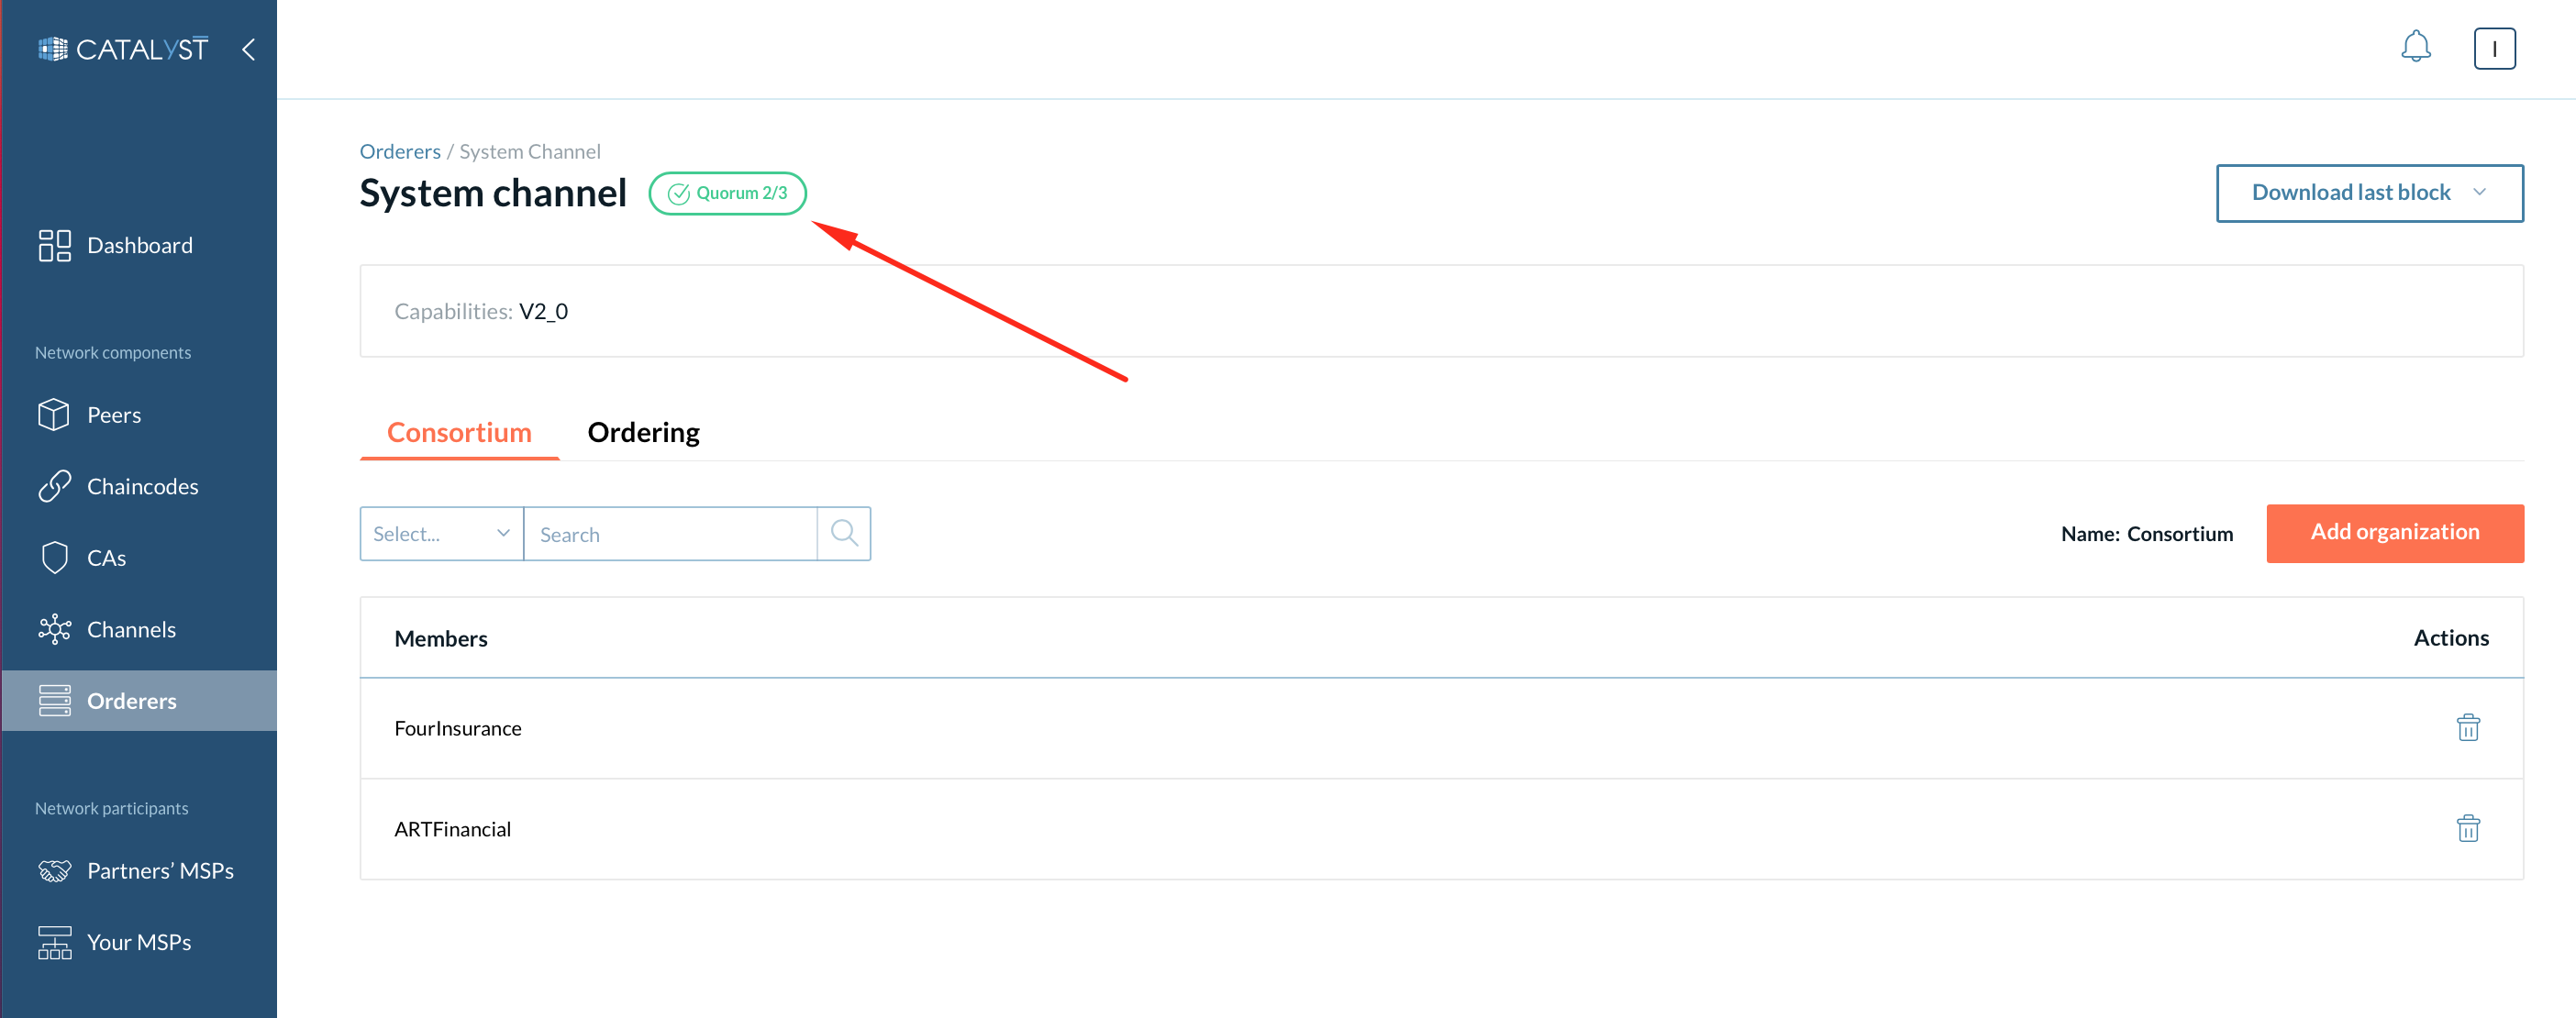 CATALYST
I
Dashboard
Network components
Peers
Chaincodes
CAs
Channels
Orderers
Network participants
Partners’ MSPs
Your MSPs
Orderers / System Channel
System channel
Quorum 2/3
Download last block
Capabilities: V2_0
Consortium
Ordering
Select...
Search
Name: Consortium
Add organization
Members
Actions
FourInsurance
ARTFinancial